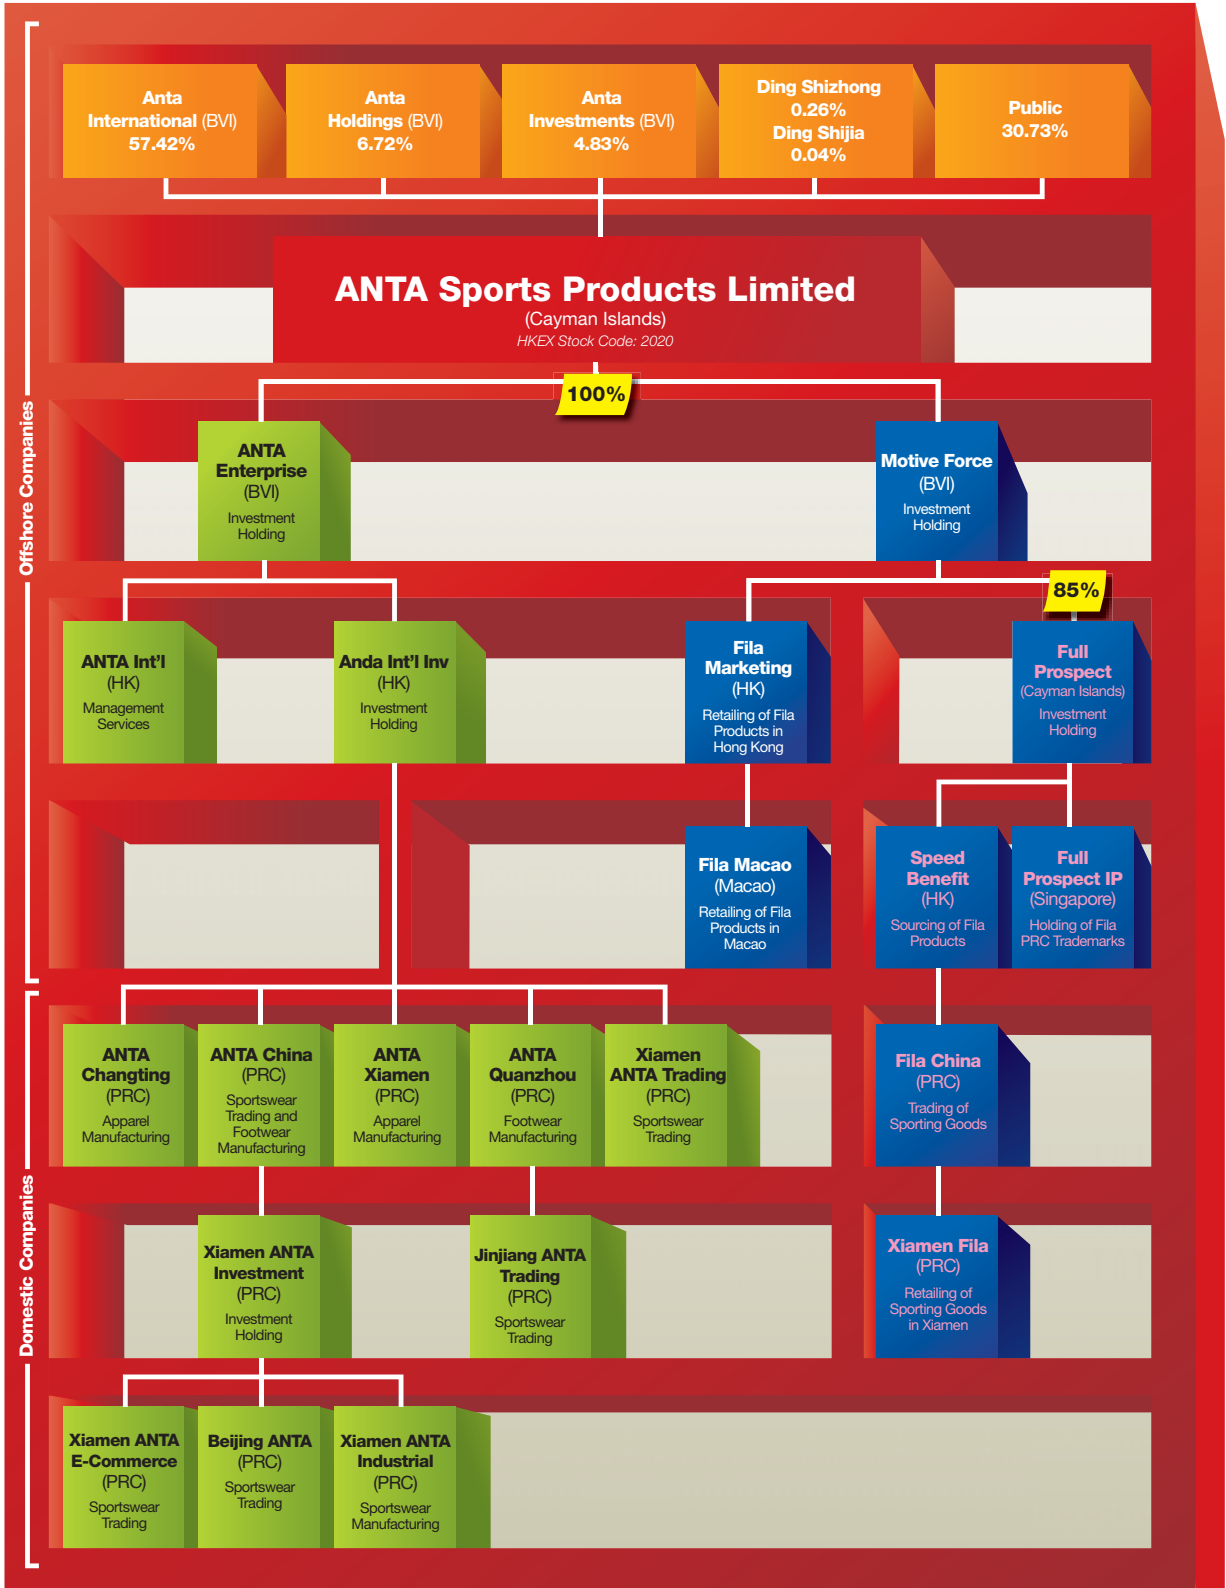 Anta
International (BVI)
57.42%
Anta
Holdings (BVI)
6.72%
Anta
Investments (BVI)
4.83%
Ding Shizhong
0.26%
Ding Shijia
0.04%
Public
30.73%
ANTA Sports Products Limited
(Cayman Islands)
HKEX Stock Code: 2020
100%
Offshore Companies
ANTA
Enterprise
(BVI)
Investment
Holding
Motive Force
(BVI)
Investment
Holding
85%
ANTA Int'l
(HK)
Management
Services
Anda Int'l Inv
(HK)
Investment
Holding
Fila
Marketing
(HK)
Retailing of Fila
Products in
Hong Kong
Full
Prospect
(Cayman Islands)
Investment
Holding
Fila Macao
(Macao)
Retailing of Fila
Products in
Macao
Speed
Benefit
(HK)
Sourcing of Fila
Products
Full
Prospect IP
(Singapore)
Holding of Fila
PRC Trademarks
Domestic Companies
ANTA
Changting
(PRC)
Apparel
Manufacturing
ANTA China
(PRC)
Sportswear
Trading and
Footwear
Manufacturing
ANTA
Xiamen
(PRC)
Apparel
Manufacturing
ANTA
Quanzhou
(PRC)
Footwear
Manufacturing
Xiamen
ANTA Trading
(PRC)
Sportswear
Trading
Fila China
(PRC)
Trading of
Sporting Goods
Xiamen ANTA
Investment
(PRC)
Investment
Holding
Jinjiang ANTA
Trading
(PRC)
Sportswear
Trading
Xiamen Fila
(PRC)
Retailing of
Sporting Goods
in Xiamen
Xiamen ANTA
E-Commerce
(PRC)
Sportswear
Trading
Beijing ANTA
(PRC)
Sportswear
Trading
Xiamen ANTA
Industrial
(PRC)
Sportswear
Manufacturing